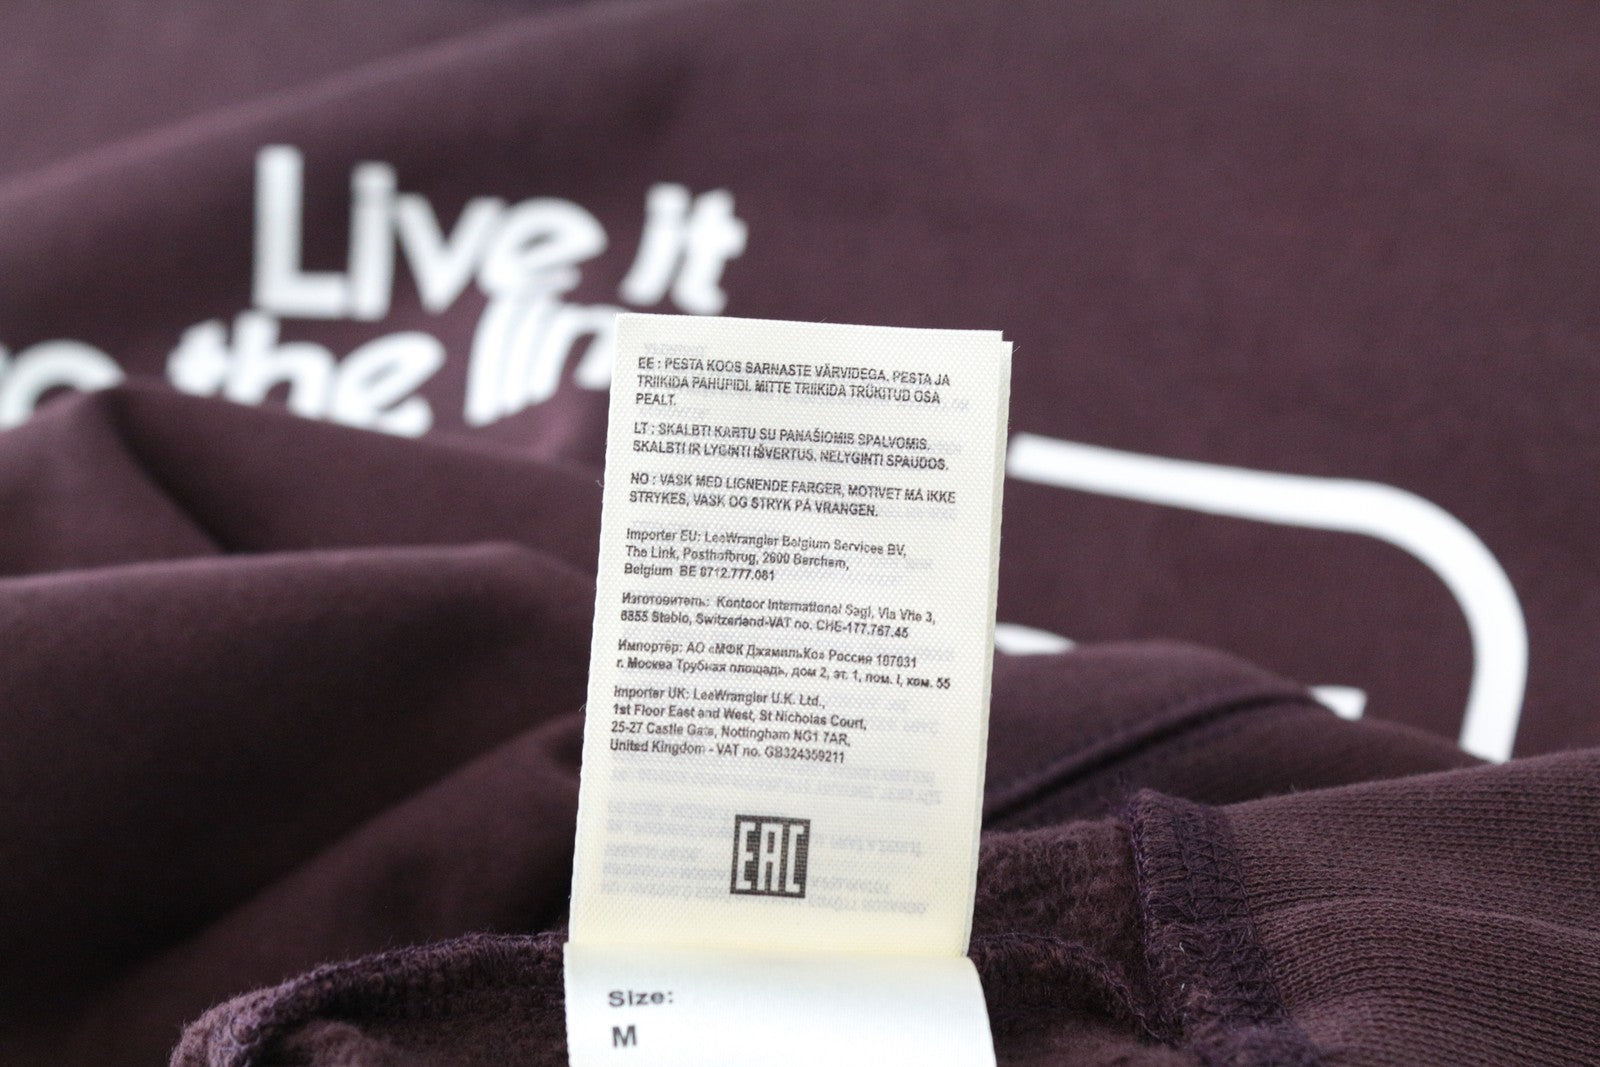 Live it
to the lin
EE : PESTA KOOS SARNASTE VÄRVIDEGA. PESTA JA
TRIIKIDA PAHUPIDI. MITTE TRIIKIDA TRÜKITUD OSA
PEALT.
LT : SKALBTI KARTU SU PANAŠIOMIS SPALVOMIS.
SKALBTI IR LYGINTI IŠVERTUS. NELYGINTI SPAUDOS.
NO : VASK MED LIGNENDE FARGER, MOTIVET MÅ IKKE
STRYKES, VASK OG STRYK PÅ VRANGEN.
Importer EU: LeeWrangler Belgium Services BV,
The Link, Posthofbrug, 2600 Berchem,
Belgium BE 0712.777.081
Изготовитель: Kontoor International Sagl, Via Vite 3,
6855 Stabio, Switzerland-VAT no. CHE-177.767.45
Импортёр: АО «МФК ДжамильКо» Россия 107031
г. Москва Трубная площадь, дом 2, эт. 1, пом. I, ком. 55
Importer UK: LeeWrangler U.K. Ltd.,
1st Floor East and West, St Nicholas Court,
25-27 Castle Gate, Nottingham NG1 7AR,
United Kingdom - VAT no. GB324359211
EAC
Size:
M